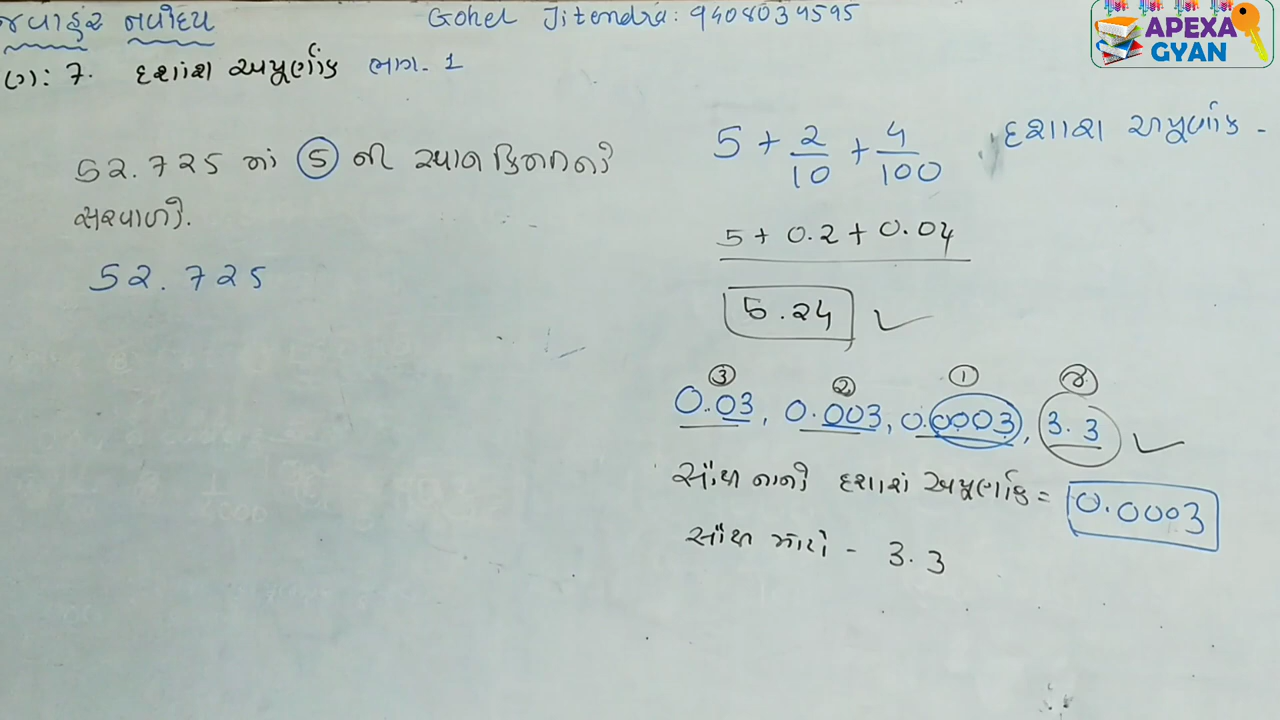 જવાહર નવોદય
Gohel Jitendra: 9408034595
પ્ર: 7. દશાંશ અપૂર્ણાંક ભાગ. 1
APEXA
GYAN
52.725 માં 5 ની સ્થાન કિંમતનો
સરવાળો.
52.725
5 + 2/10 + 4/100
દશાંશ અપૂર્ણાંક -
5 + 0.2 + 0.04
5.24 ✓
③ ② ① ④
0.03, 0.003, 0.0003, 3.3 ✓
સૌથી નાનો દશાંશ અપૂર્ણાંક = 0.0003
સૌથી મોટો - 3.3